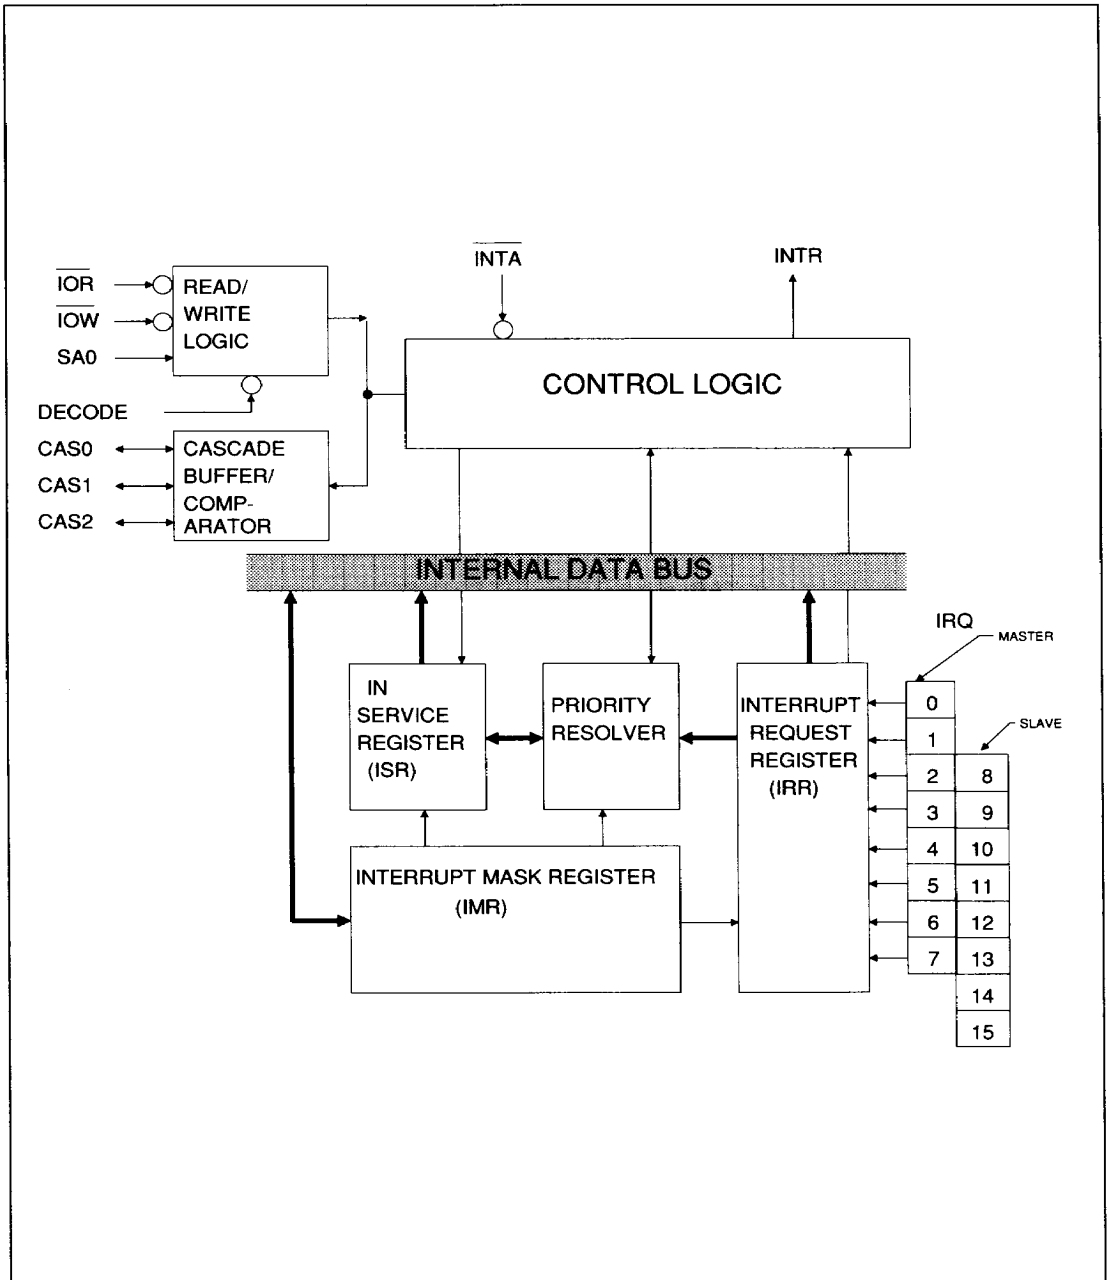 INTA
INTR
IOR
IOW
SA0
DECODE
READ/
WRITE
LOGIC
CONTROL LOGIC
CAS0
CAS1
CAS2
CASCADE
BUFFER/
COMP-
ARATOR
INTERNAL DATA BUS
IRQ
MASTER
SLAVE
IN
SERVICE
REGISTER
(ISR)
PRIORITY
RESOLVER
INTERRUPT
REQUEST
REGISTER
(IRR)
INTERRUPT MASK REGISTER
(IMR)
0
1
2
3
4
5
6
7
8
9
10
11
12
13
14
15